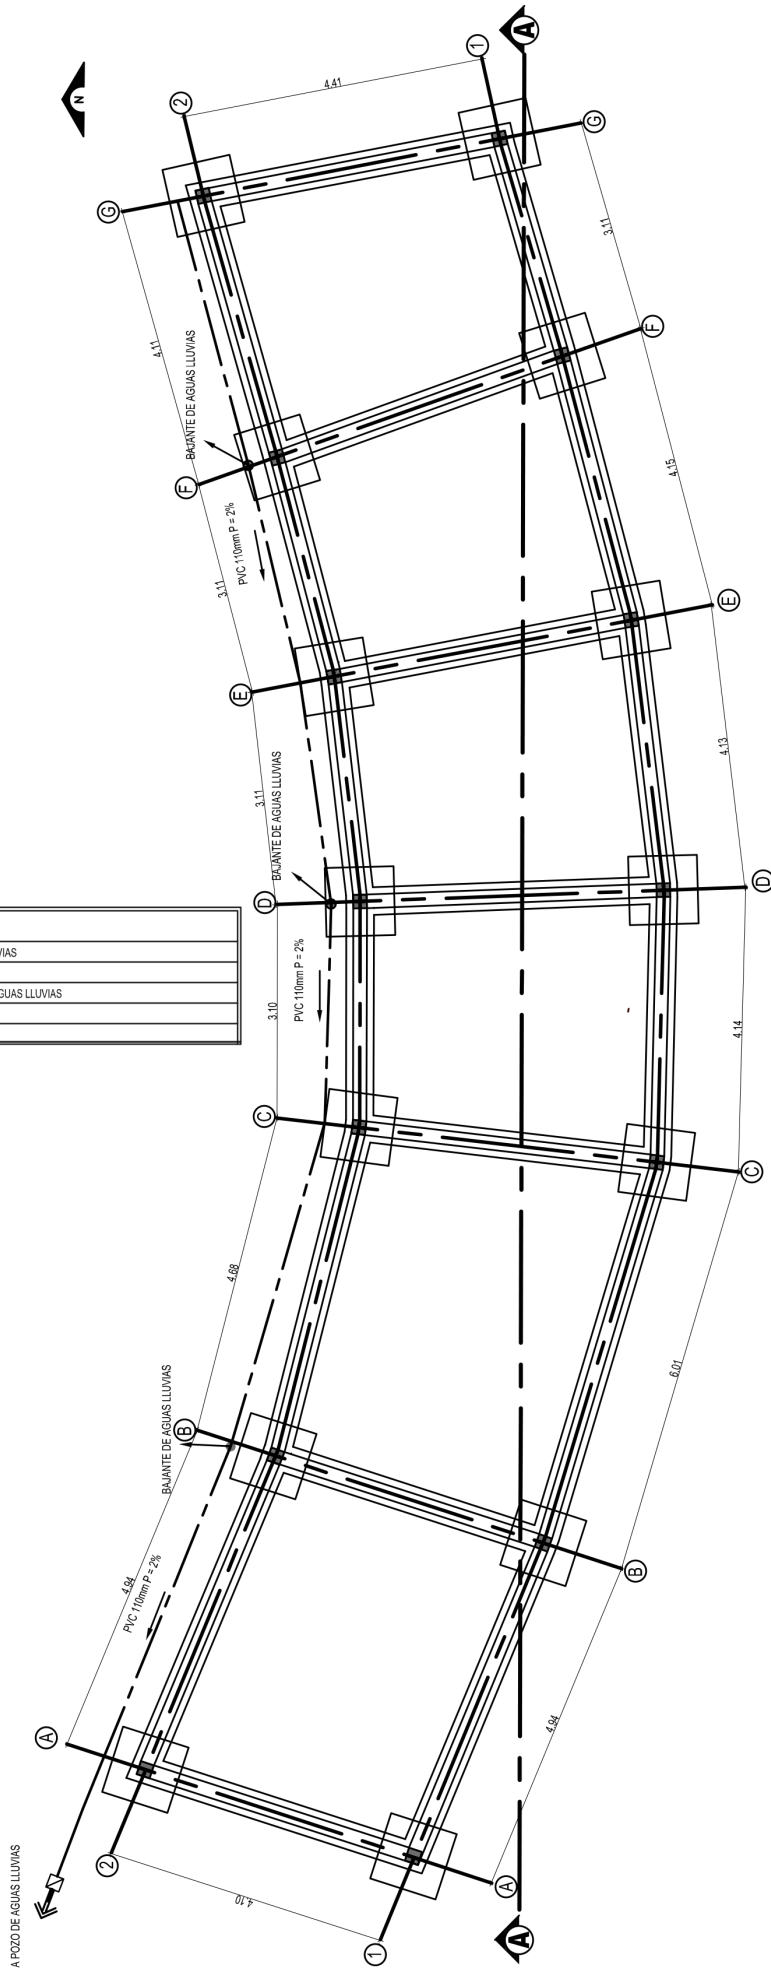 A POZO DE AGUAS LLUVIAS
N
A
1
2
4.41
G
G
4.11
3.11
BAJANTE DE AGUAS LLUVIAS
F
F
PVC 110mm P = 2%
3.11
4.15
E
E
BAJANTE DE AGUAS LLUVIAS
3.11
4.13
D
D
PVC 110mm P = 2%
3.10
4.14
GUAS LLUVIAS
C
C
4.68
6.01
BAJANTE DE AGUAS LLUVIAS
B
B
PVC 110mm P = 2%
4.94
4.94
A
A
2
1
4.10
A